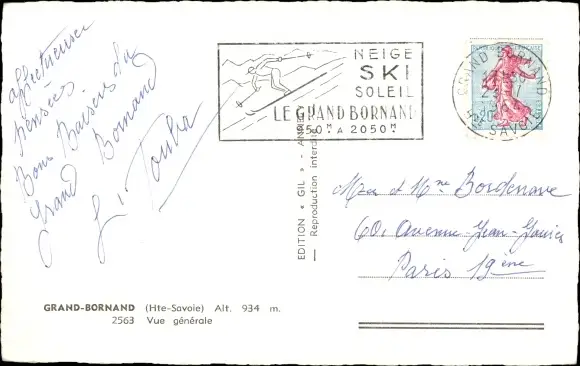 affectueuses
pensées
Bons Baisers du
Grand Bornand
NEIGE
SKI
SOLEIL
LE GRAND BORNAND
950M A 2050M
GRAND BORNAND
Hte SAVOIE
EDITION « GIL » -
Reproduction interdite
Mr et Mme Bordenave
60, Avenue Jean-Jaurès
Paris 19ème
GRAND-BORNAND (Hte-Savoie) Alt. 934 m.
2563 Vue générale